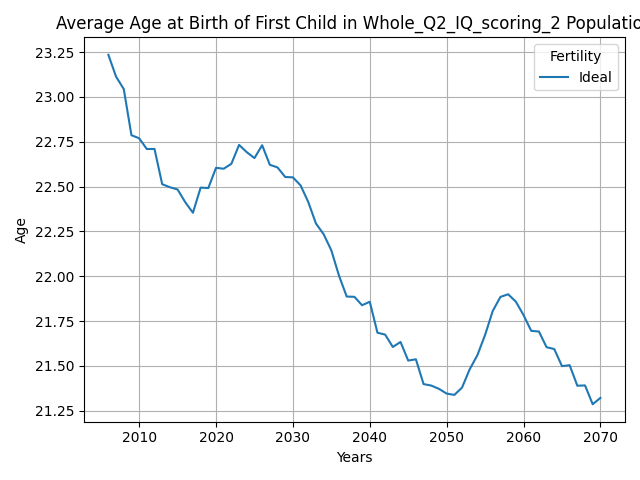 Average Age at Birth of First Child in Whole_Q2_IQ_scoring_2 Populatio
Fertility
Ideal
23.25
23.00
22.75
22.50
22.25
22.00
21.75
21.50
21.25
Age
2010 2020 2030 2040 2050 2060 2070
Years